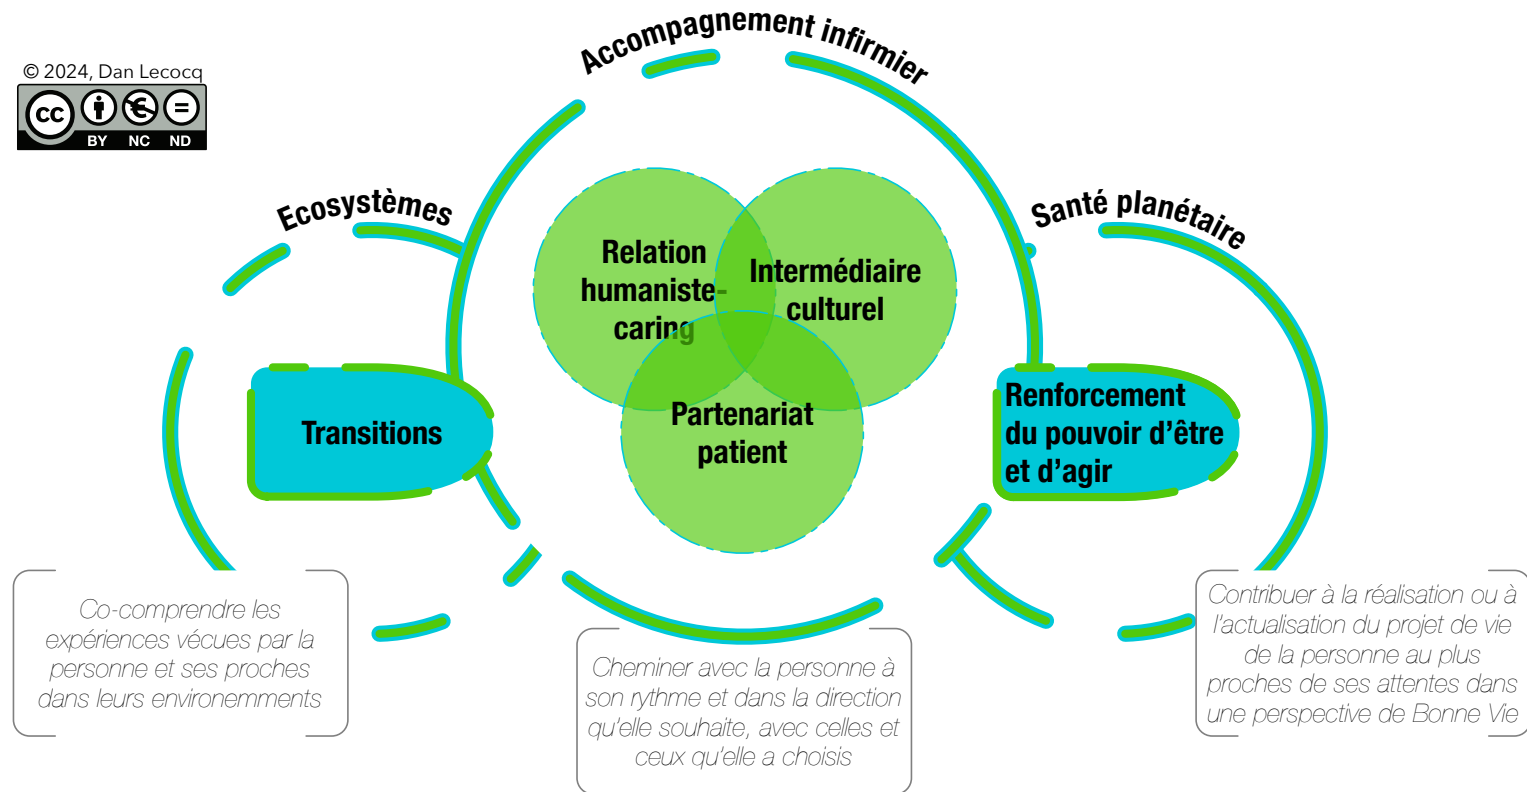 Accompagnement infirmier
© 2024, Dan Lecocq
cc
BY NC ND
Ecosystèmes
Santé planétaire
Relation
humaniste-
caring
Intermédiaire
culturel
Partenariat
patient
Transitions
Renforcement
du pouvoir d’être
et d’agir
Co-comprendre les
expériences vécues par la
personne et ses proches
dans leurs environemments
Cheminer avec la personne à
son rythme et dans la direction
qu’elle souhaite, avec celles et
ceux qu’elle a choisis
Contribuer à la réalisation ou à
l’actualisation du projet de vie
de la personne au plus
proches de ses attentes dans
une perspective de Bonne Vie